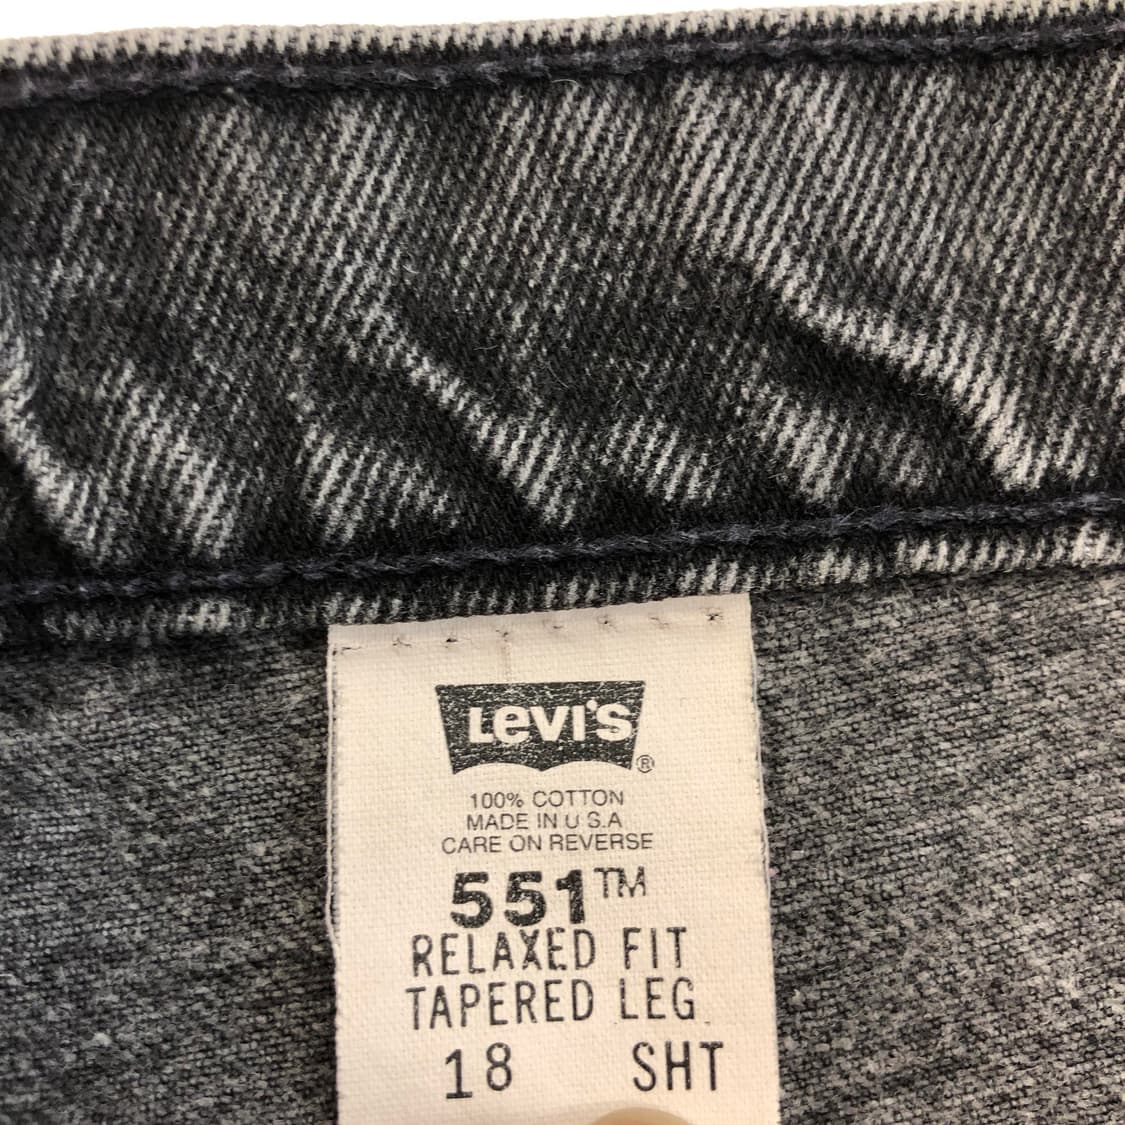 Levi's ®
100% COTTON
MADE IN U.S.A
CARE ON REVERSE
551™
RELAXED FIT
TAPERED LEG
18 SHT